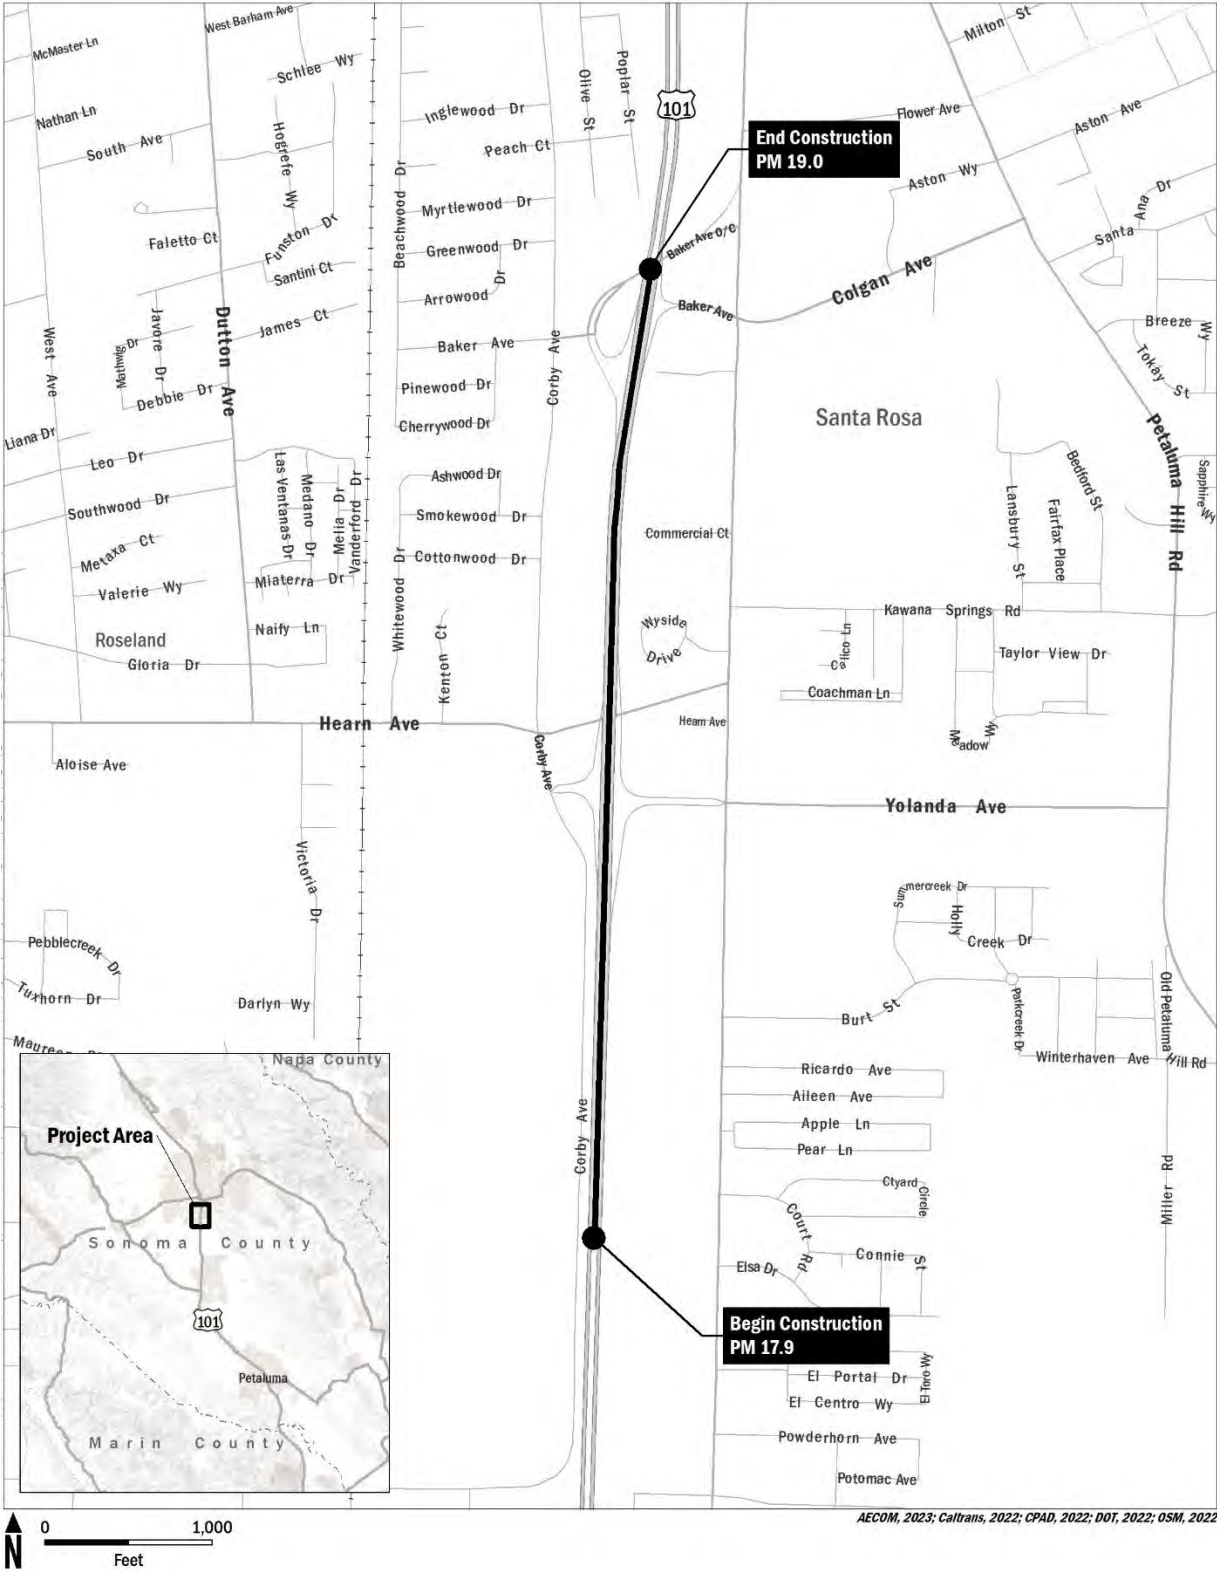 West Barham Ave
McMaster Ln
Schlee Wy
Milton St
Olive St
Poplar St
101
Nathan Ln
Inglewood Dr
Flower Ave
Aston Ave
South Ave
Hogrefe Wy
Peach Ct
End Construction
PM 19.0
Beachwood Dr
Aston Wy
Myrtlewood Dr
Ana Dr
Santa
Faletto Ct
Funston Dr
Greenwood Dr
Baker Ave O/C
Santini Ct
Arrowood Dr
Colgan Ave
Baker Ave
James Ct
Dutton Ave
Javore Dr
West Ave
Mathwig Dr
Baker Ave
Corby Ave
Breeze Wy
Tokay St
Debbie Dr
Pinewood Dr
Cherrywood Dr
Santa Rosa
Petaluma Hill Rd
Liana Dr
Leo Dr
Las Ventanas Dr
Medano Dr
Melia Dr
Vanderford Dr
Ashwood Dr
Bedford St
Sapphire Wy
Southwood Dr
Smokewood Dr
Lansbury St
Fairfax Place
Commercial Ct
Metaxa Ct
Cottonwood Dr
Miaterra Dr
Valerie Wy
Whitewood Dr
Kawana Springs Rd
Roseland
Naify Ln
Kenton Ct
Wyside Drive
Calico Ln
Taylor View Dr
Gloria Dr
Coachman Ln
Hearn Ave
Hearn Ave
Meadow Wy
Corby Ave
Aloise Ave
Yolanda Ave
Victoria Dr
Summercreek Dr
Holly
Creek Dr
Pebblecreek Dr
Tuxhorn Dr
Darlyn Wy
Burt St
Parkcreek Dr
Old Petaluma
Hill Rd
Winterhaven Ave
Napa County
Ricardo Ave
Aileen Ave
Corby Ave
Apple Ln
Pear Ln
Project Area
Miller Rd
Ctyard Circle
Court Rd
Sonoma County
Connie St
Elsa Dr
101
Begin Construction
PM 17.9
El Toro Wy
El Portal Dr
El Centro Wy
Petaluma
Powderhorn Ave
Marin County
Potomac Ave
AECOM, 2023; Caltrans, 2022; CPAD, 2022; DOT, 2022; OSM, 2022
N
0 1,000
Feet